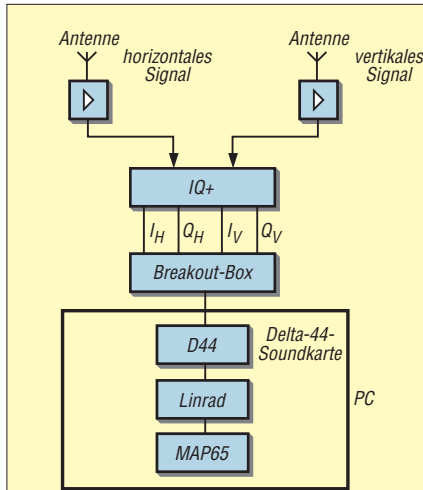 Antenne
horizontales
Signal
Antenne
vertikales
Signal
IQ+
I_H Q_H I_V Q_V
Breakout-Box
D44
Delta-44-
Soundkarte
Linrad
PC
MAP65